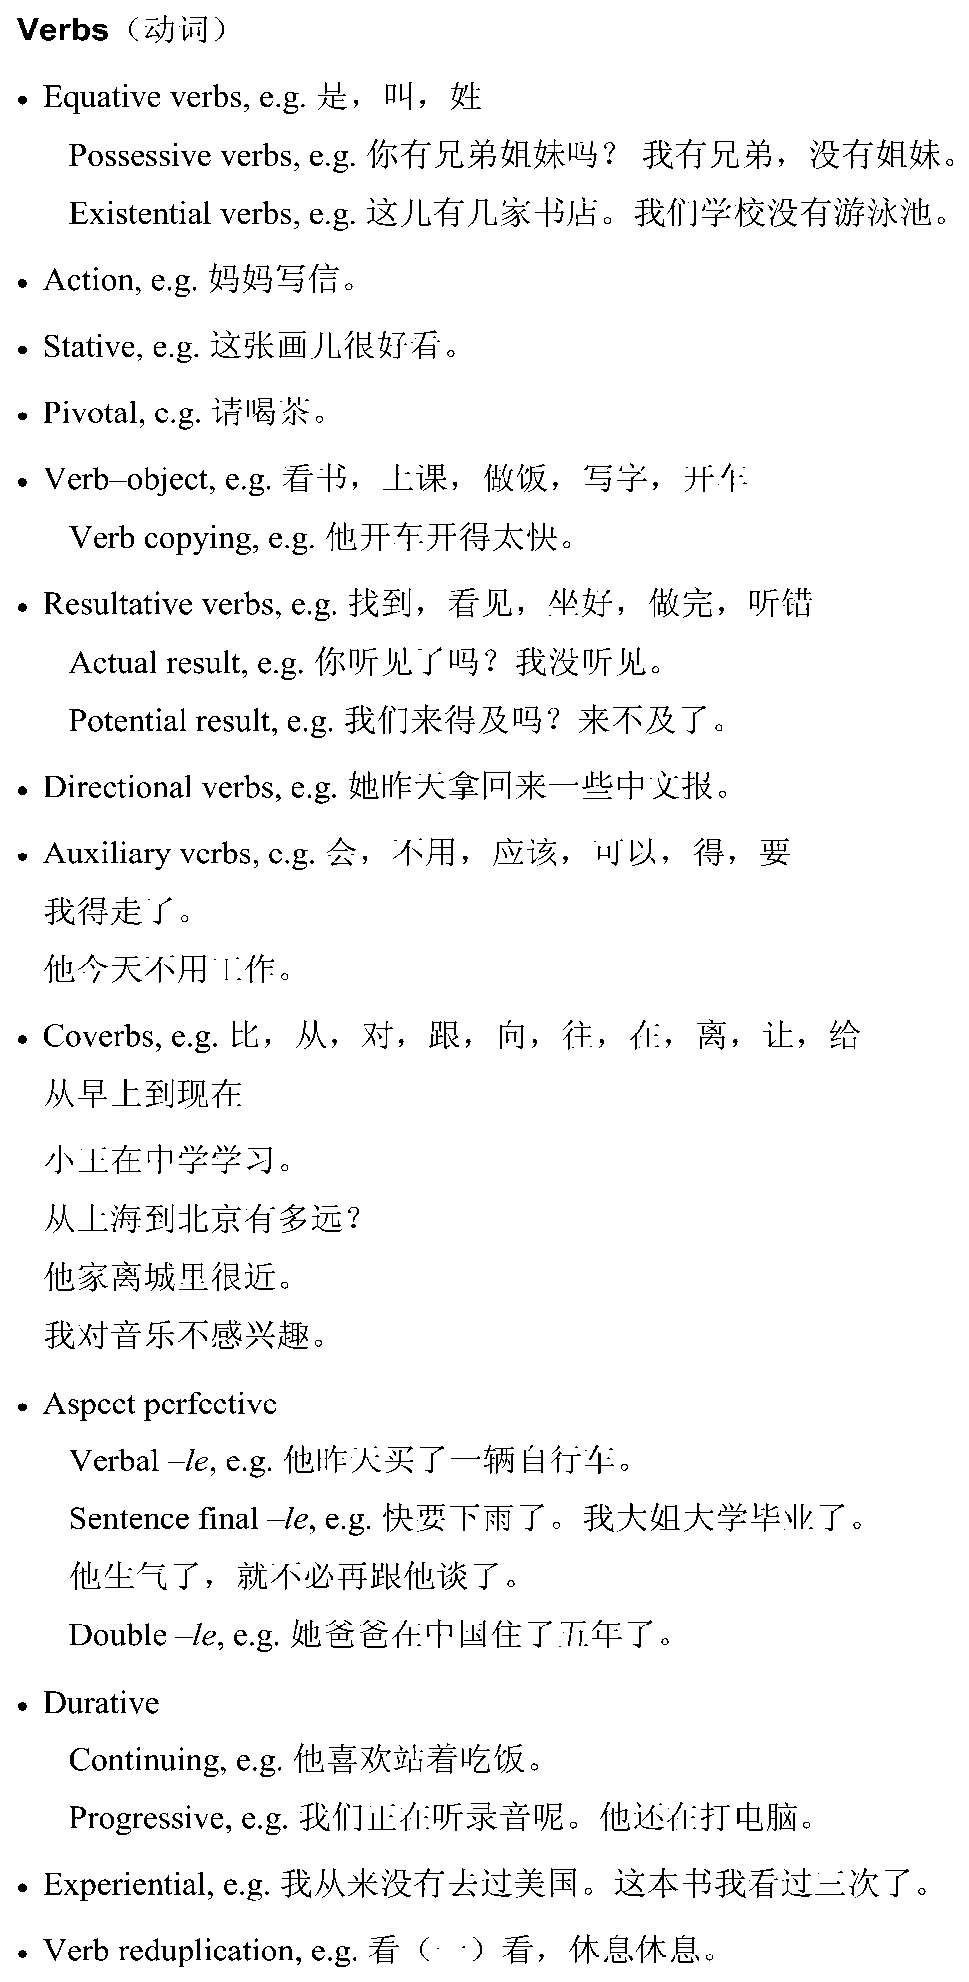 Verbs（动词）
• Equative verbs, e.g. 是，叫，姓
Possessive verbs, e.g. 你有兄弟姐妹吗？ 我有兄弟，没有姐妹。
Existential verbs, e.g. 这儿有几家书店。我们学校没有游泳池。
• Action, e.g. 妈妈写信。
• Stative, e.g. 这张画儿很好看。
• Pivotal, e.g. 请喝茶。
• Verb–object, e.g. 看书，上课，做饭，写字，开车
Verb copying, e.g. 他开车开得太快。
• Resultative verbs, e.g. 找到，看见，坐好，做完，听错
Actual result, e.g. 你听见了吗？我没听见。
Potential result, e.g. 我们来得及吗？来不及了。
• Directional verbs, e.g. 她昨天拿回来一些中文报。
• Auxiliary verbs, e.g. 会，不用，应该，可以，得，要
我得走了。
他今天不用工作。
• Coverbs, e.g. 比，从，对，跟，向，往，在，离，让，给
从早上到现在
小王在中学学习。
从上海到北京有多远？
他家离城里很近。
我对音乐不感兴趣。
• Aspect perfective
Verbal –le, e.g. 他昨天买了一辆自行车。
Sentence final –le, e.g. 快要下雨了。我大姐大学毕业了。
他生气了，就不必再跟他谈了。
Double –le, e.g. 她爸爸在中国住了五年了。
• Durative
Continuing, e.g. 他喜欢站着吃饭。
Progressive, e.g. 我们正在听录音呢。他还在打电脑。
• Experiential, e.g. 我从来没有去过美国。这本书我看过三次了。
• Verb reduplication, e.g. 看（一）看，休息休息。